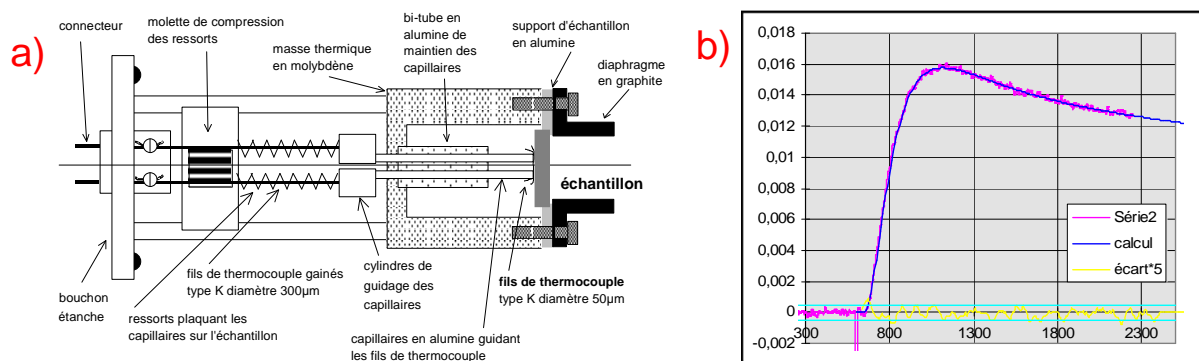 a)
connecteur
molette de compression
des ressorts
masse thermique
en molybdène
bi-tube en
alumine de
maintien des
capillaires
support d'échantillon
en alumine
diaphragme
en graphite
échantillon
bouchon
étanche
fils de thermocouple gainés
type K diamètre 300µm
ressorts plaquant les
capillaires sur l'échantillon
cylindres de
guidage des
capillaires
fils de thermocouple
type K diamètre 50µm
capillaires en alumine guidant
les fils de thermocouple
b)
0,018
0,016
0,014
0,012
0,01
0,008
0,006
0,004
0,002
0
-0,002
300
800
1300
1800
2300
Série2
calcul
écart*5